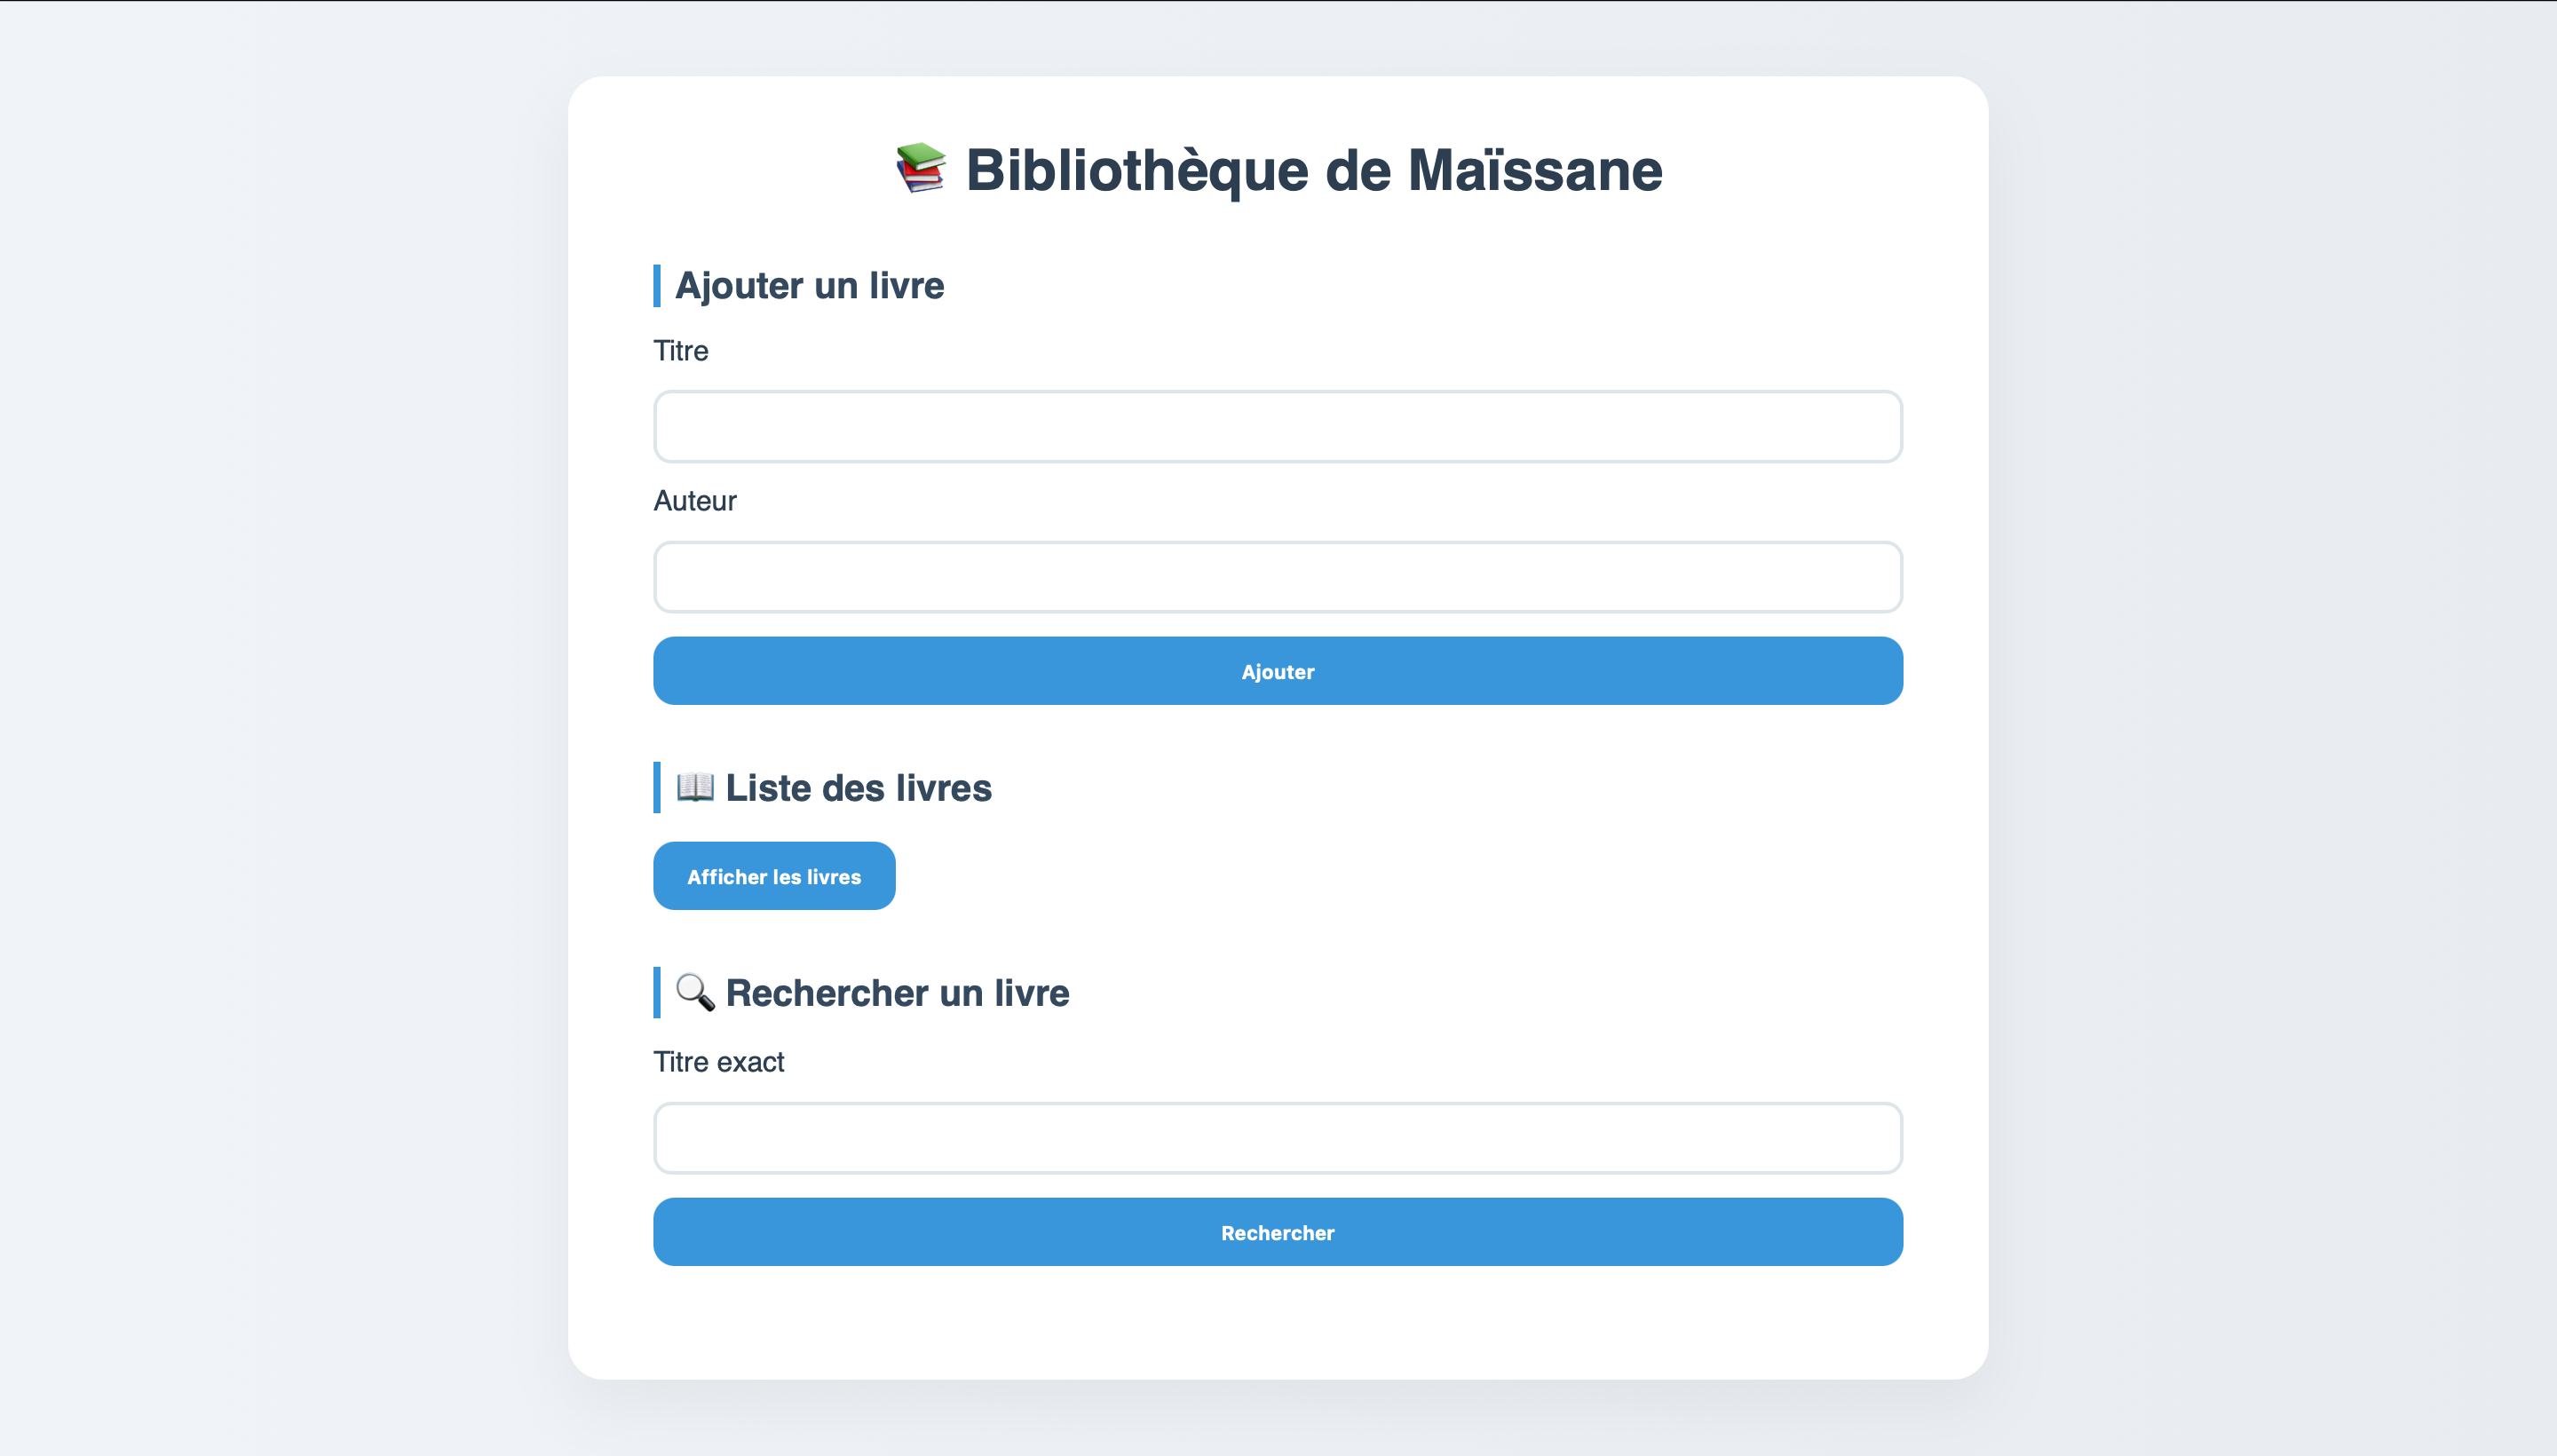 📚 Bibliothèque de Maïssane
Ajouter un livre
Titre
Auteur
Ajouter
📖 Liste des livres
Afficher les livres
🔍 Rechercher un livre
Titre exact
Rechercher